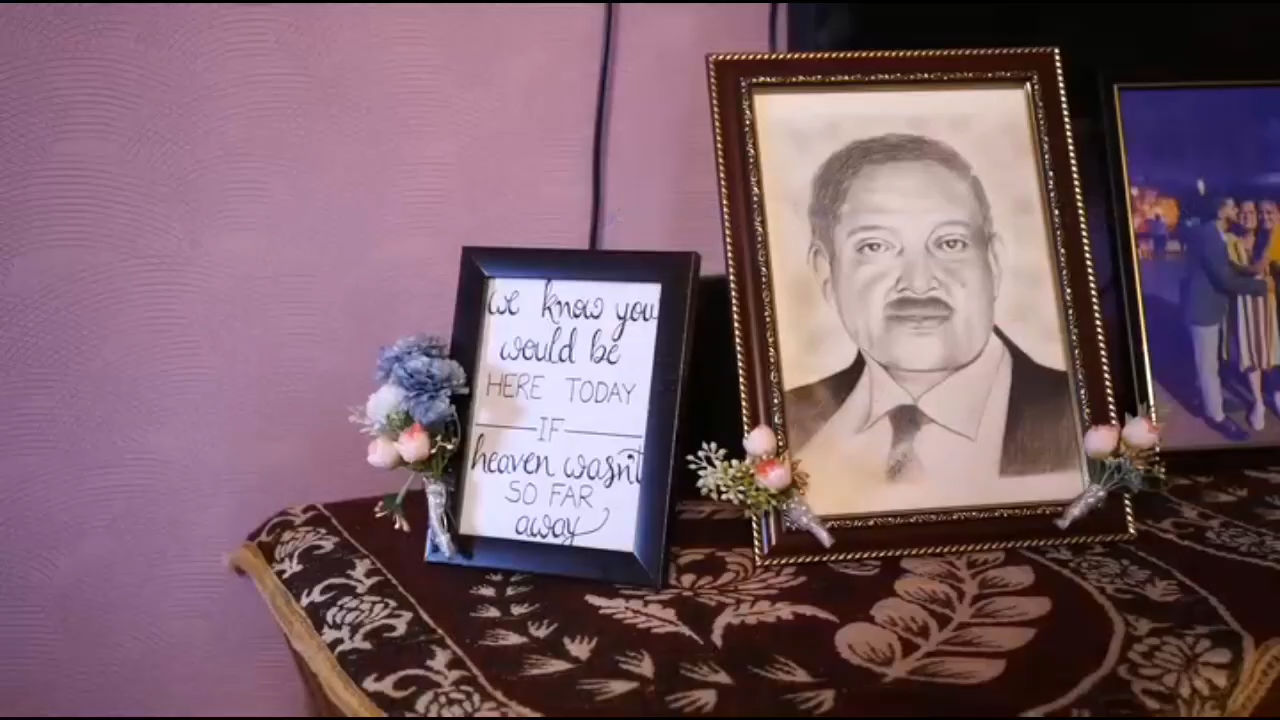 we know you
would be
HERE TODAY
IF
heaven wasn't
SO FAR
away